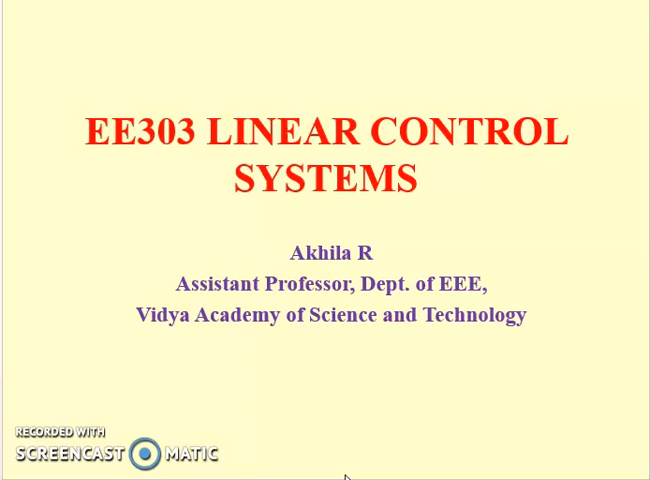 EE303 LINEAR CONTROL
SYSTEMS
Akhila R
Assistant Professor, Dept. of EEE,
Vidya Academy of Science and Technology
RECORDED WITH
SCREENCAST MATIC